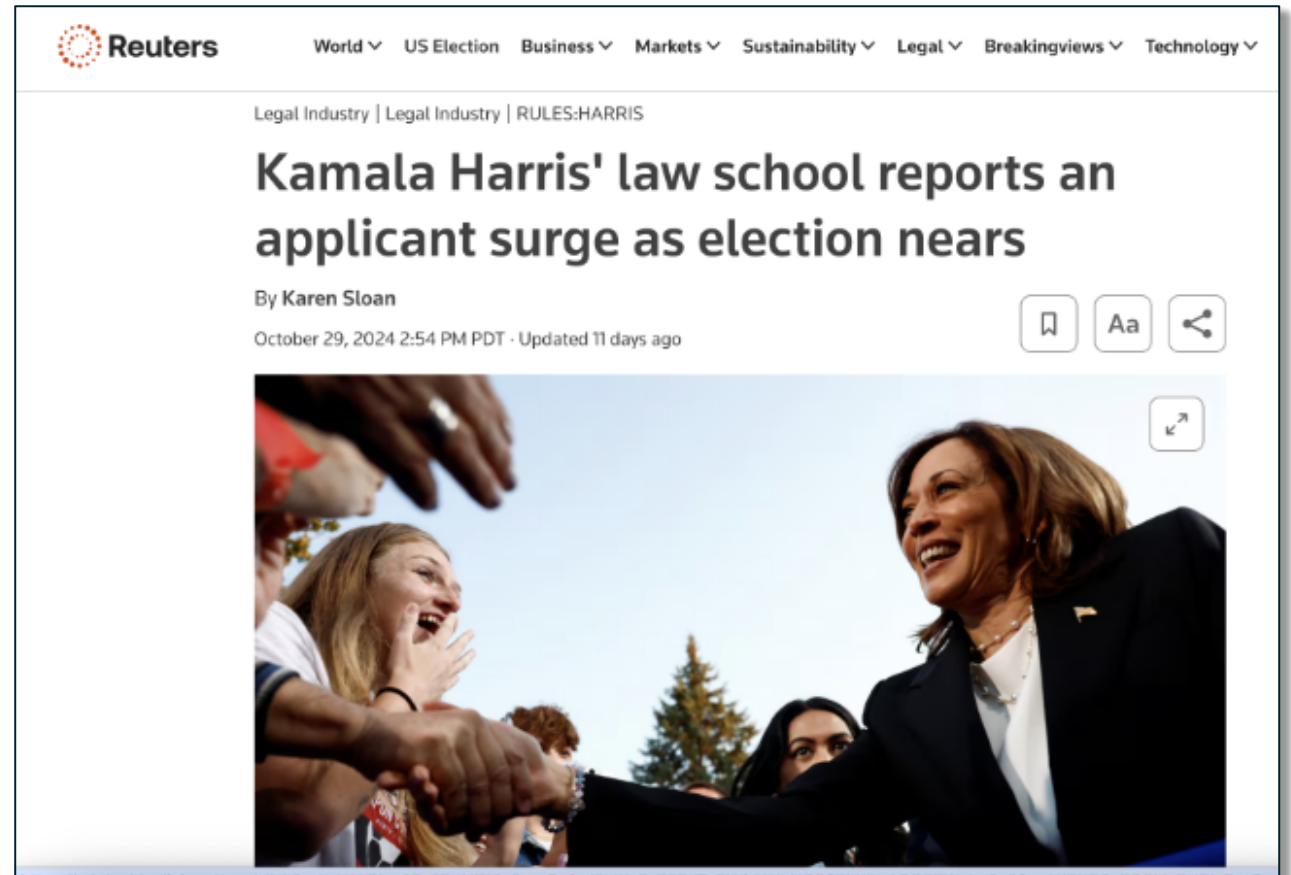 Reuters
World US Election Business Markets Sustainability Legal Breakingviews Technology
Legal Industry | Legal Industry | RULES:HARRIS
Kamala Harris' law school reports an
applicant surge as election nears
By Karen Sloan
October 29, 2024 2:54 PM PDT · Updated 11 days ago
Aa